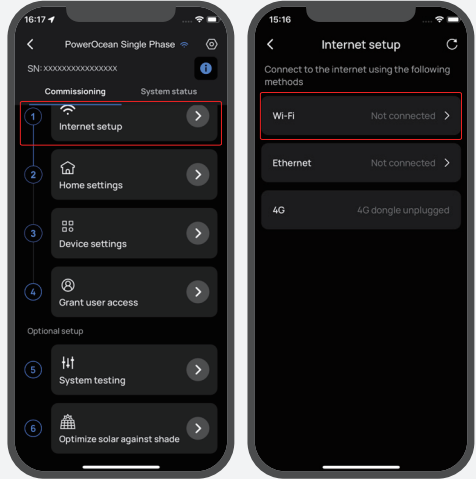 16:17
PowerOcean Single Phase
SN: xxxxxxxxxxxxxxx
Commissioning
System status
1
Internet setup
2
Home settings
3
Device settings
4
Grant user access
Optional setup
5
System testing
6
Optimize solar against shade
15:16
Internet setup
Connect to the internet using the following
methods
Wi-Fi
Not connected
Ethernet
Not connected
4G
4G dongle unplugged